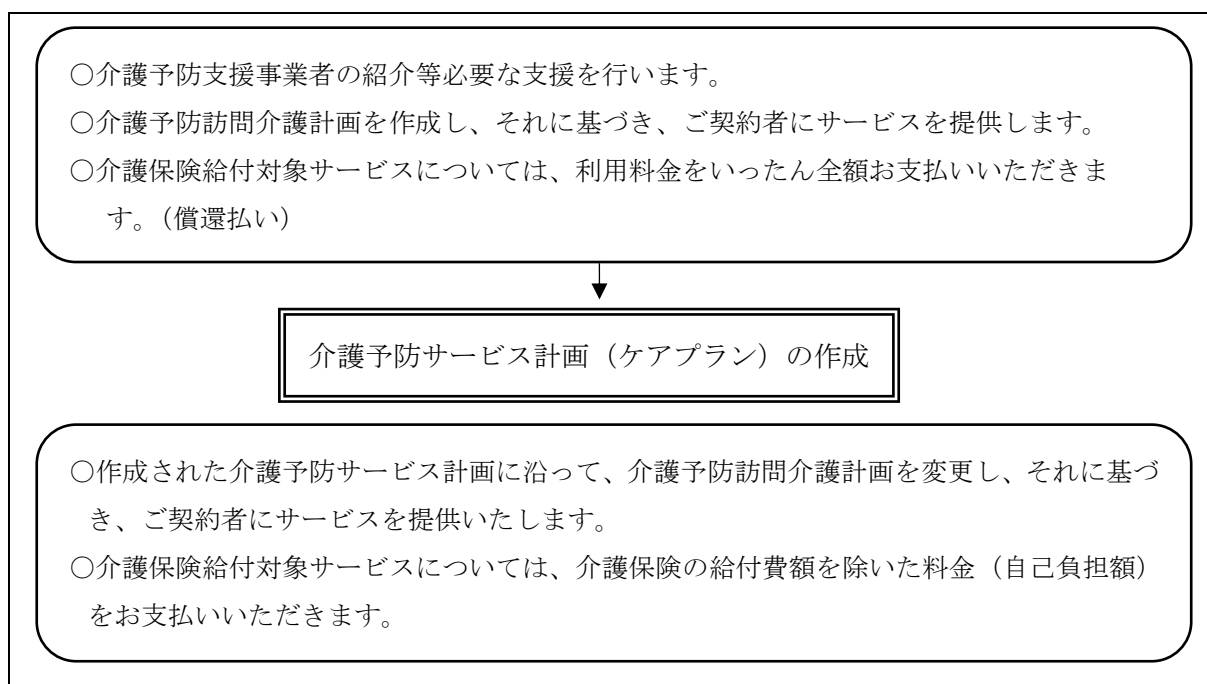 ○介護予防支援事業者の紹介等必要な支援を行います。
○介護予防訪問介護計画を作成し、それに基づき、ご契約者にサービスを提供します。
○介護保険給付対象サービスについては、利用料金をいったん全額お支払いいただきま
す。（償還払い）
介護予防サービス計画（ケアプラン）の作成
○作成された介護予防サービス計画に沿って、介護予防訪問介護計画を変更し、それに基づ
き、ご契約者にサービスを提供いたします。
○介護保険給付対象サービスについては、介護保険の給付費額を除いた料金（自己負担額）
をお支払いいただきます。